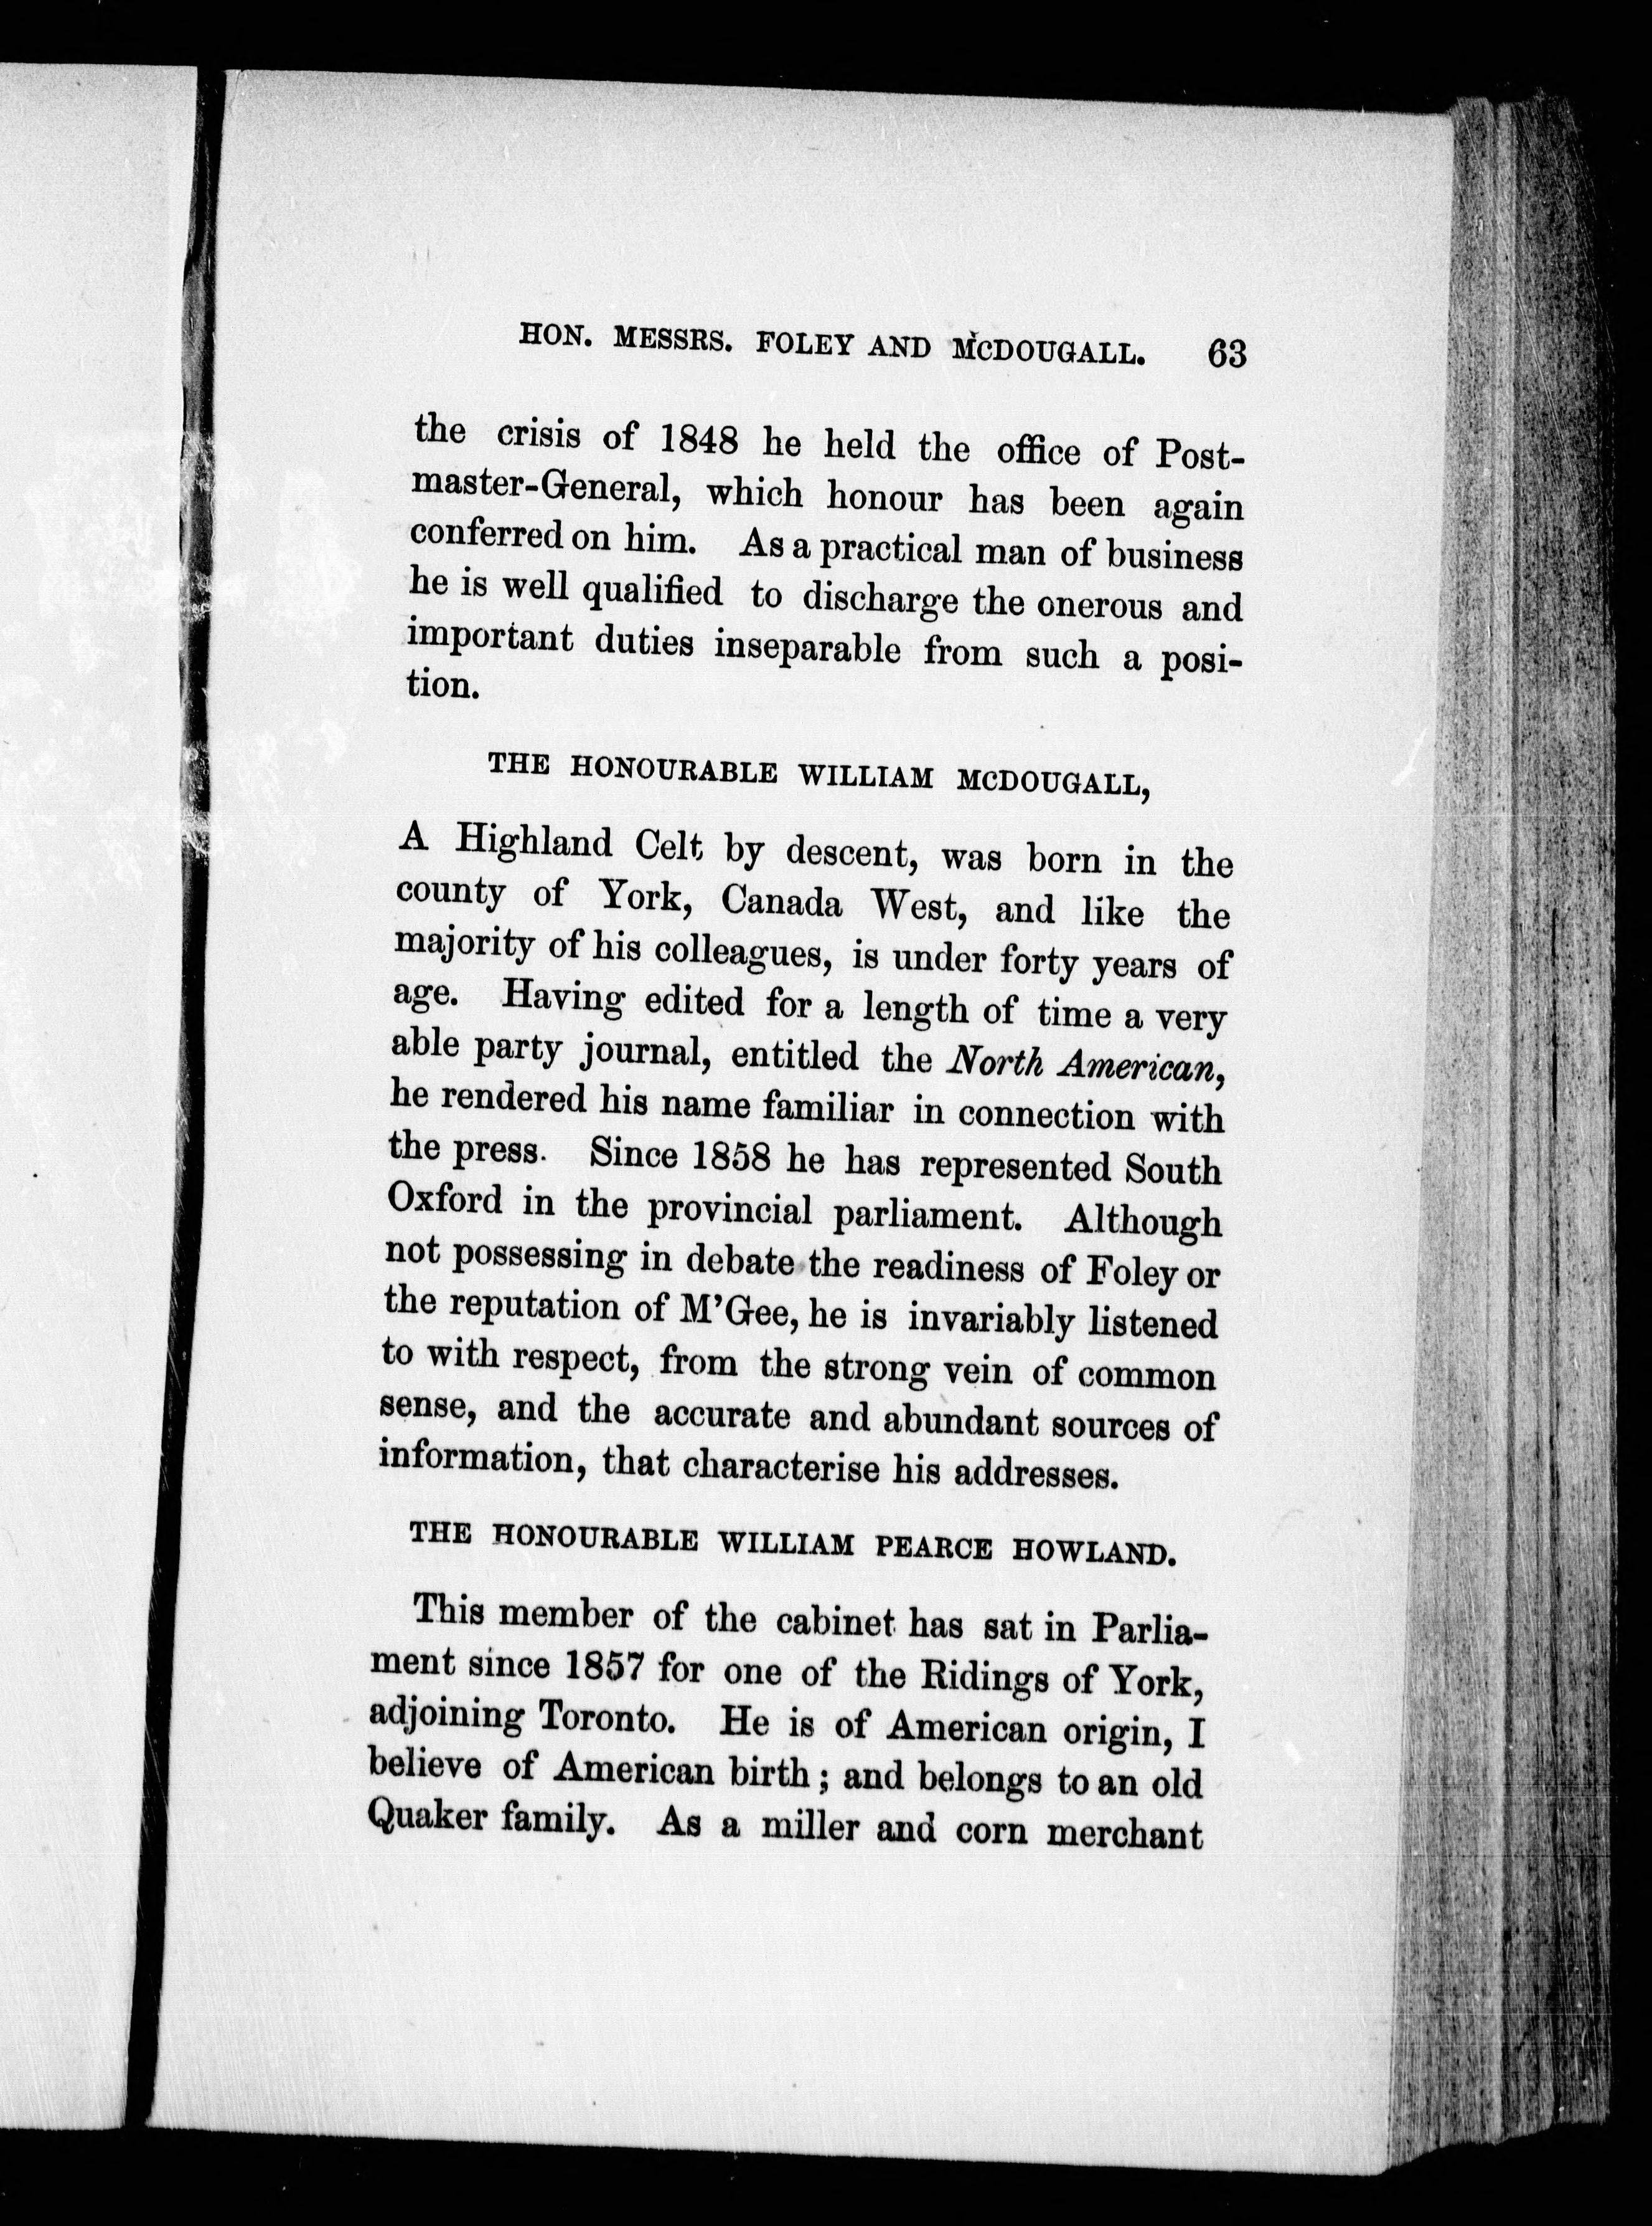 HON. MESSRS. FOLEY AND McDOUGALL. 63
the crisis of 1848 he held the office of Post-
master-General, which honour has been again
conferred on him. As a practical man of business
he is well qualified to discharge the onerous and
important duties inseparable from such a posi-
tion.
THE HONOURABLE WILLIAM McDOUGALL,
A Highland Celt by descent, was born in the
county of York, Canada West, and like the
majority of his colleagues, is under forty years of
age. Having edited for a length of time a very
able party journal, entitled the North American,
he rendered his name familiar in connection with
the press. Since 1858 he has represented South
Oxford in the provincial parliament. Although
not possessing in debate the readiness of Foley or
the reputation of M'Gee, he is invariably listened
to with respect, from the strong vein of common
sense, and the accurate and abundant sources of
information, that characterise his addresses.
THE HONOURABLE WILLIAM PEARCE HOWLAND.
This member of the cabinet has sat in Parlia-
ment since 1857 for one of the Ridings of York,
adjoining Toronto. He is of American origin, I
believe of American birth; and belongs to an old
Quaker family. As a miller and corn merchant